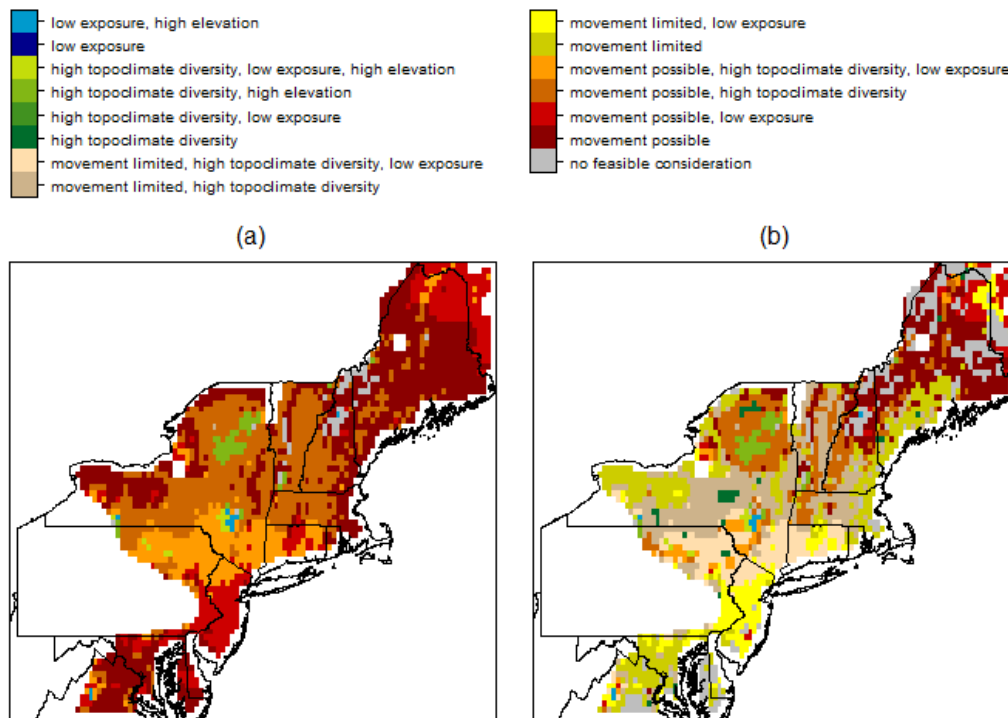 low exposure, high elevation
low exposure
high topoclimate diversity, low exposure, high elevation
high topoclimate diversity, high elevation
high topoclimate diversity, low exposure
high topoclimate diversity
movement limited, high topoclimate diversity, low exposure
movement limited, high topoclimate diversity
movement limited, low exposure
movement limited
movement possible, high topoclimate diversity, low exposure
movement possible, high topoclimate diversity
movement possible, low exposure
movement possible
no feasible consideration
(a)
(b)